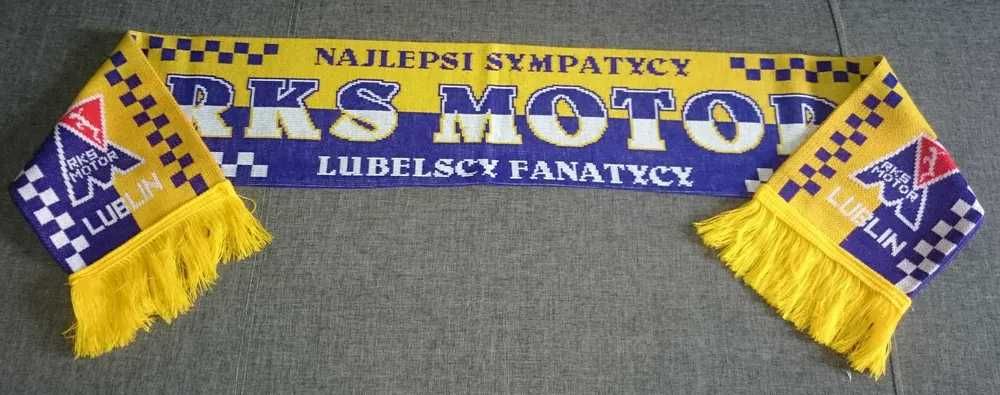 NAJLEPSI SYMPATYCY
RKS MOTOR
LUBELSCY FANATYCY
RKS
MOTOR
LUBLIN
RKS
MOTOR
LUBLIN